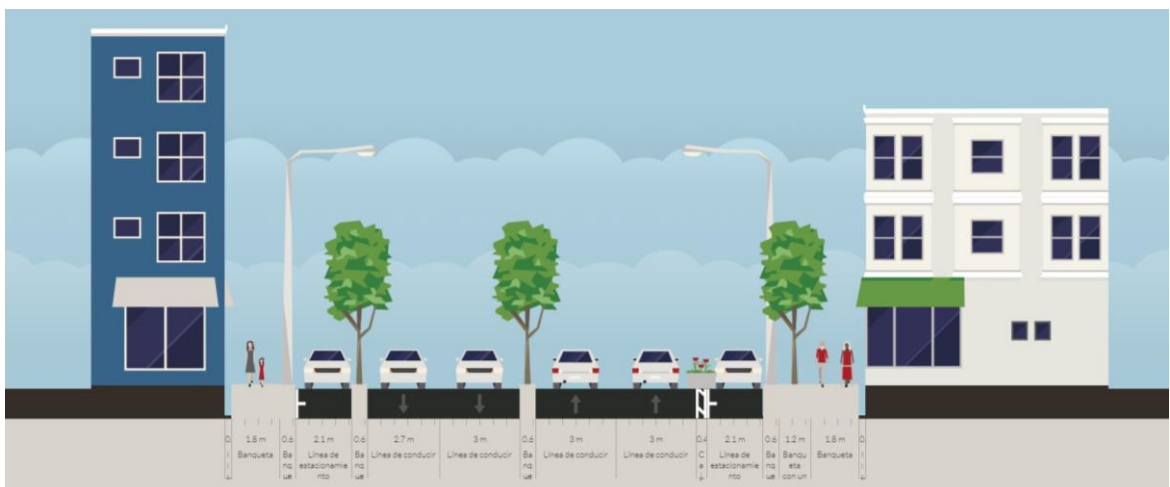 0.
1.8 m
Banqueta
0.6
Ba
nq
ue
2.1 m
Línea de
estacionamie
nto
0.6
Ba
nq
ue
2.7 m
Línea de conducir
3 m
Línea de conducir
0.6
Ba
nq
ue
3 m
Línea de conducir
3 m
Línea de conducir
0.4
C
a
2.1 m
Línea de
estacionamie
nto
0.6
Ba
nq
ue
1.2 m
Banqu
eta
con un
1.8 m
Banqueta
0.